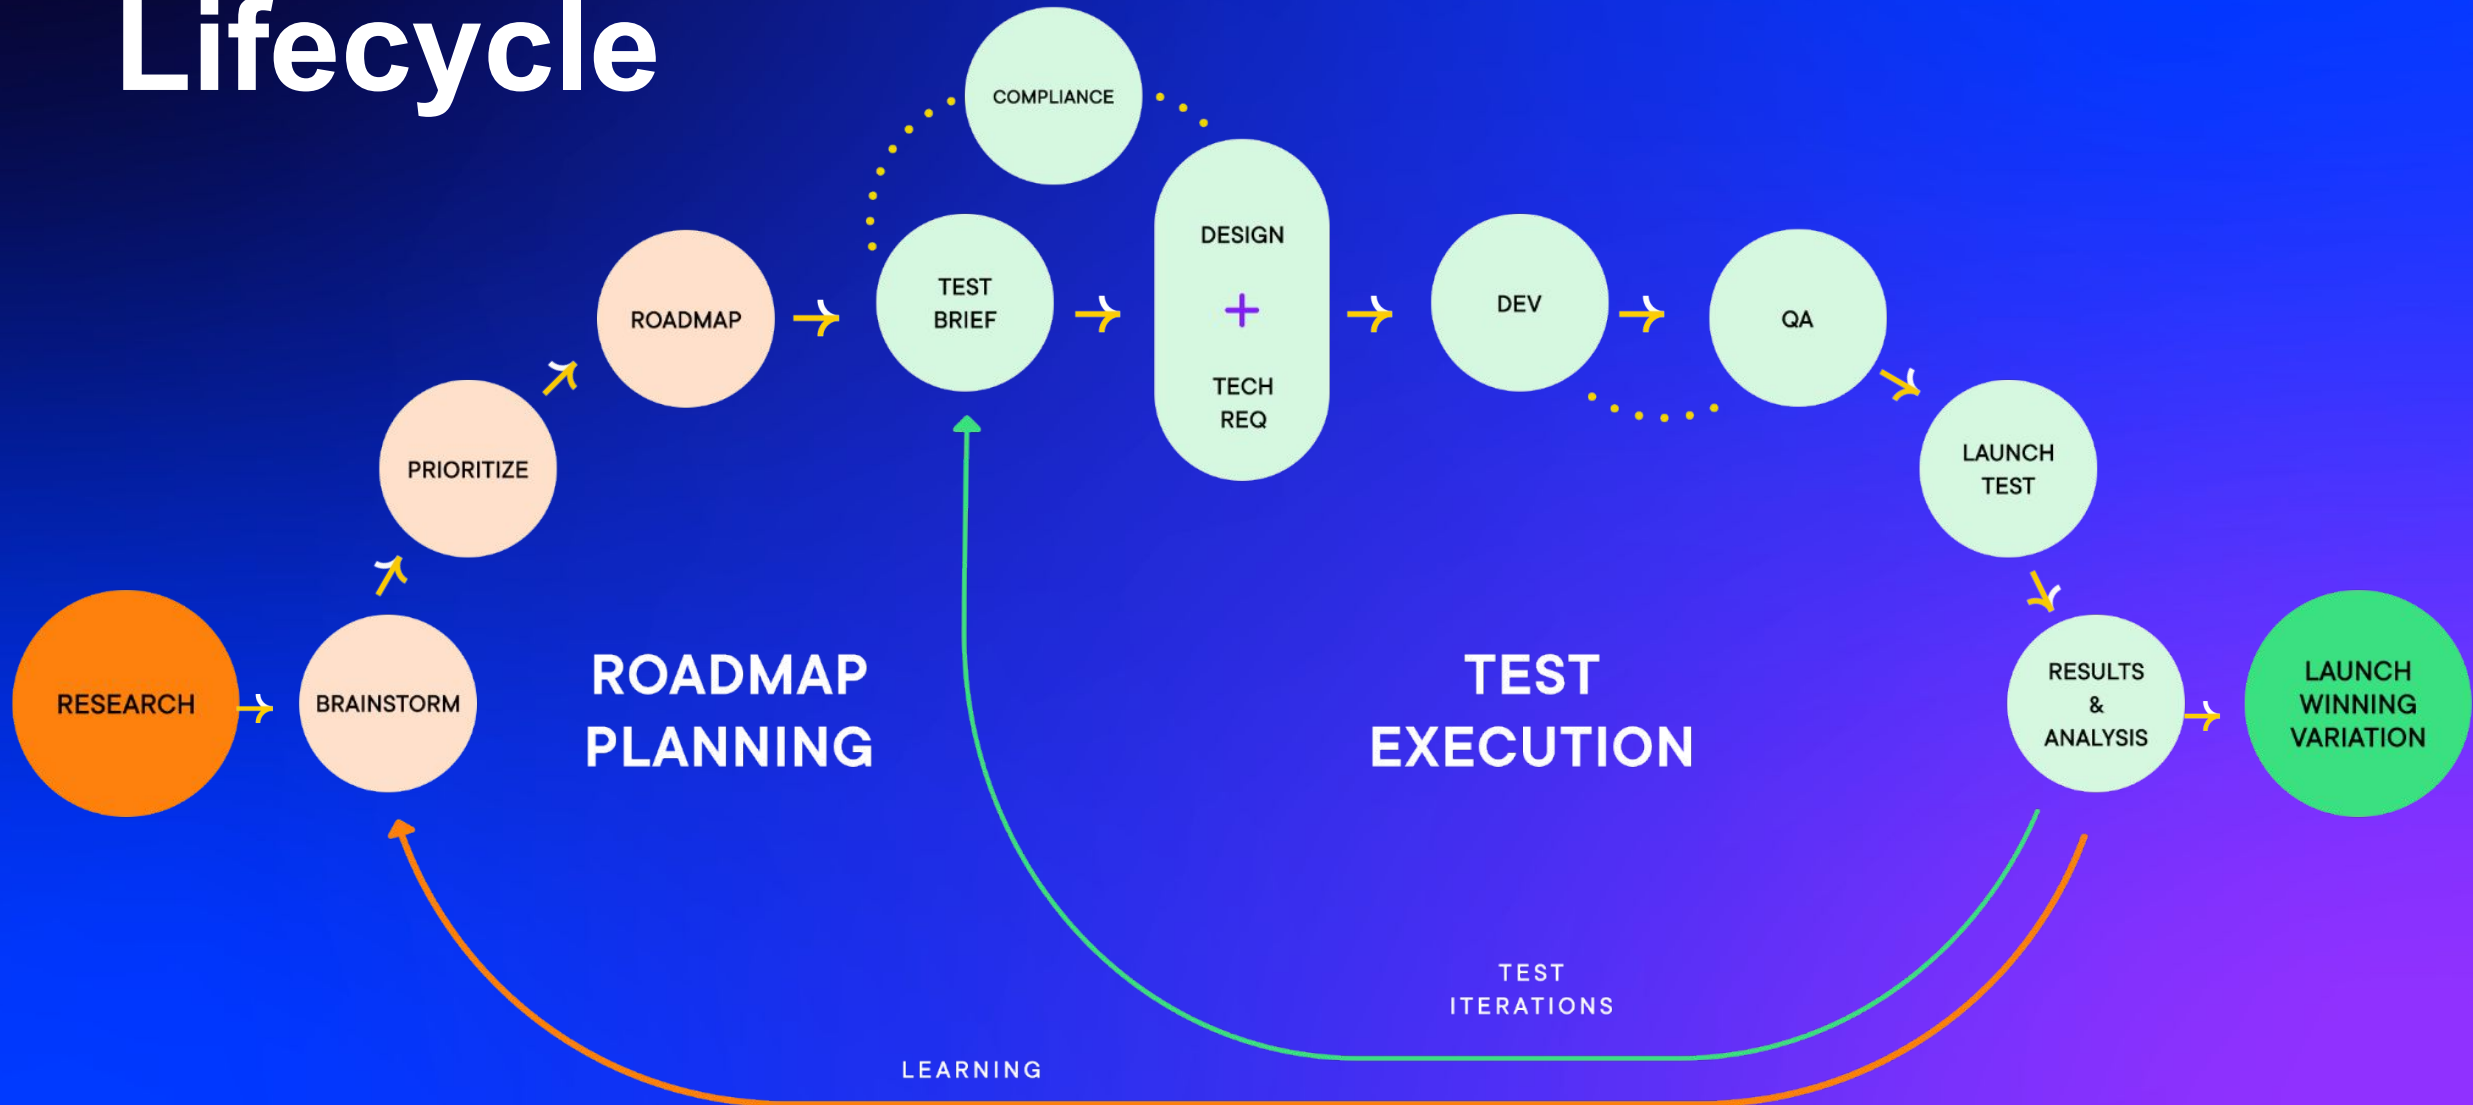 Lifecycle
COMPLIANCE
DESIGN
+
TECH
REQ
TEST
BRIEF
ROADMAP
DEV
QA
PRIORITIZE
LAUNCH
TEST
RESEARCH
BRAINSTORM
ROADMAP
PLANNING
TEST
EXECUTION
RESULTS
&
ANALYSIS
LAUNCH
WINNING
VARIATION
TEST
ITERATIONS
LEARNING